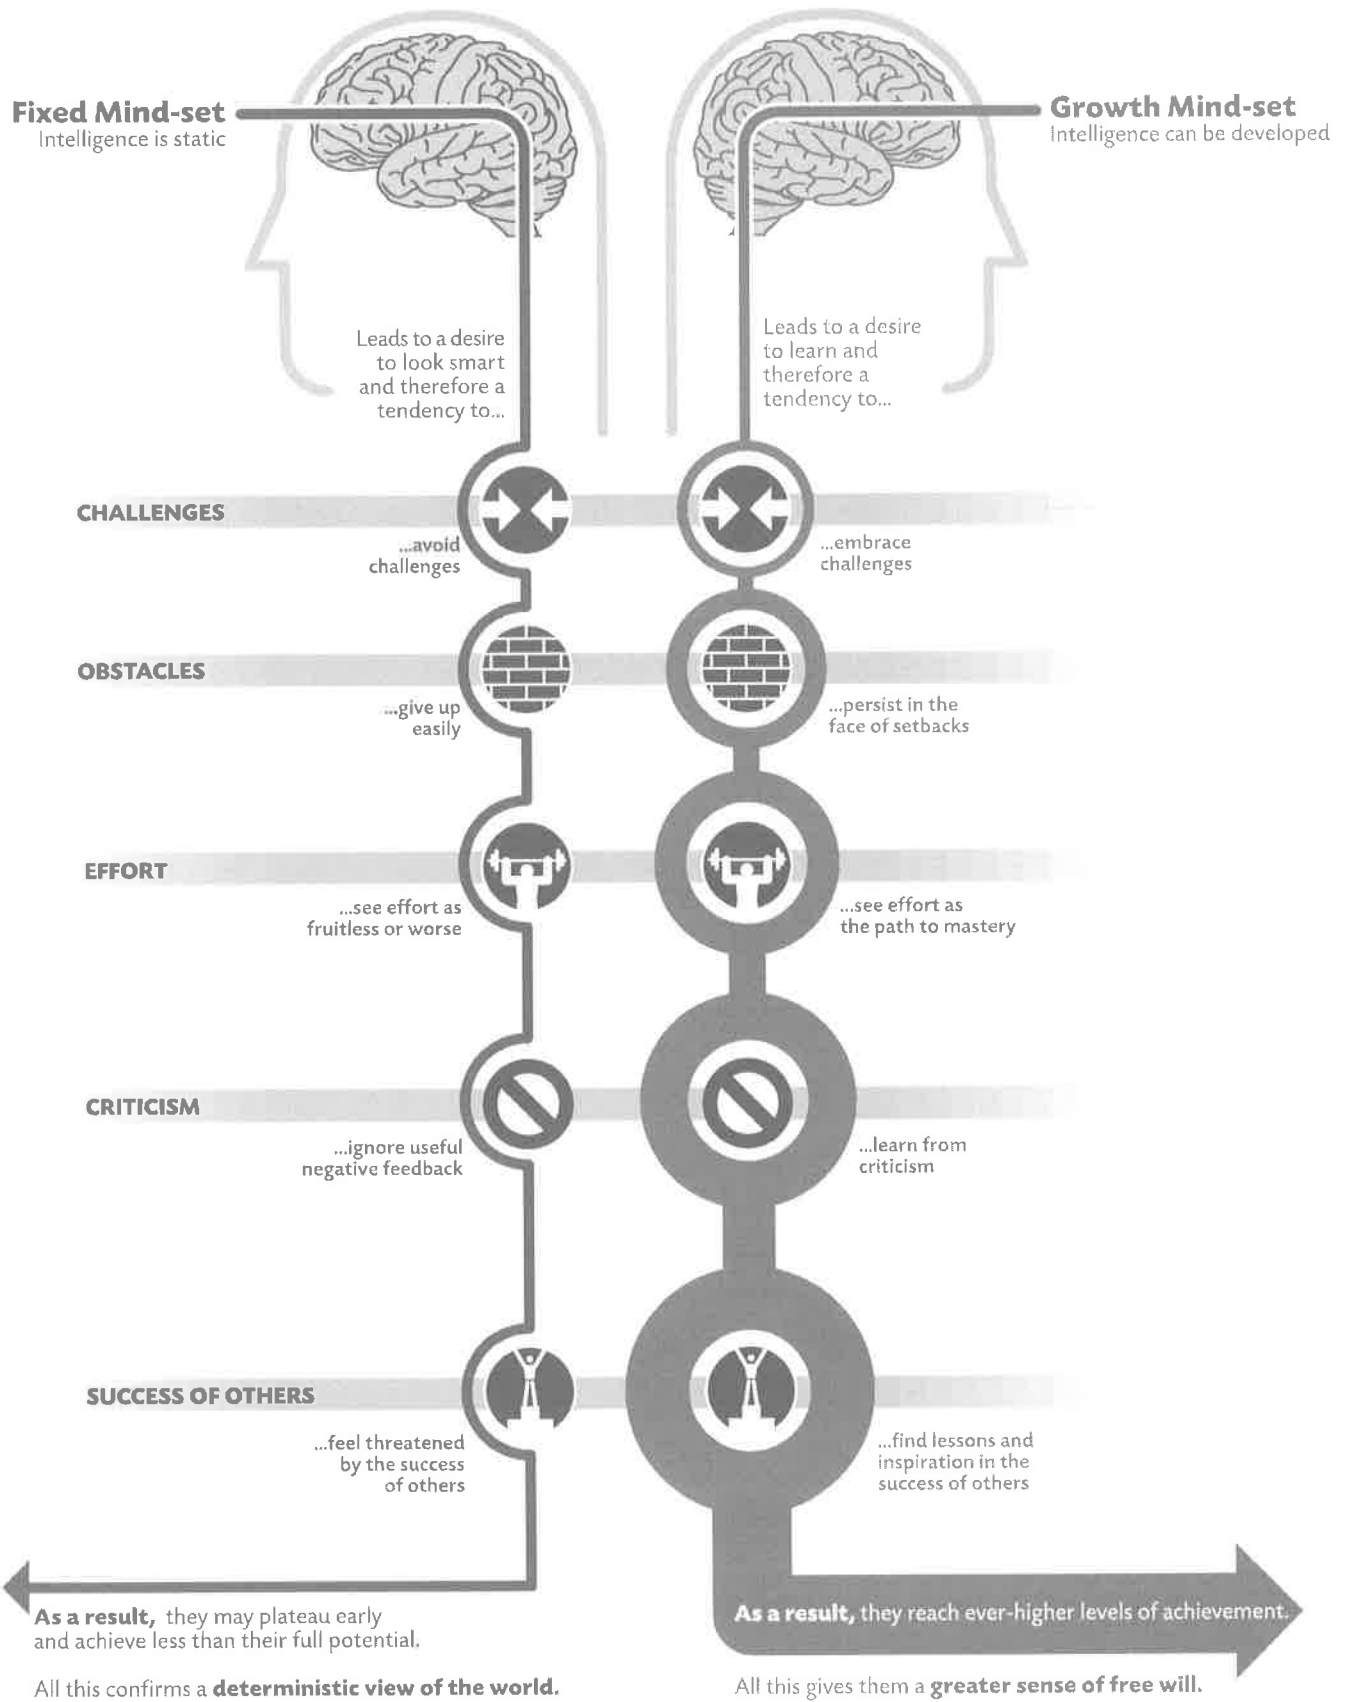 Fixed Mind-set
Intelligence is static
Growth Mind-set
Intelligence can be developed
Leads to a desire
to look smart
and therefore a
tendency to...
Leads to a desire
to learn and
therefore a
tendency to...
CHALLENGES
...avoid
challenges
...embrace
challenges
OBSTACLES
...give up
easily
...persist in the
face of setbacks
EFFORT
...see effort as
fruitless or worse
...see effort as
the path to mastery
CRITICISM
...ignore useful
negative feedback
...learn from
criticism
SUCCESS OF OTHERS
...feel threatened
by the success
of others
...find lessons and
inspiration in the
success of others
As a result, they may plateau early
and achieve less than their full potential.
All this confirms a deterministic view of the world.
As a result, they reach ever-higher levels of achievement.
All this gives them a greater sense of free will.